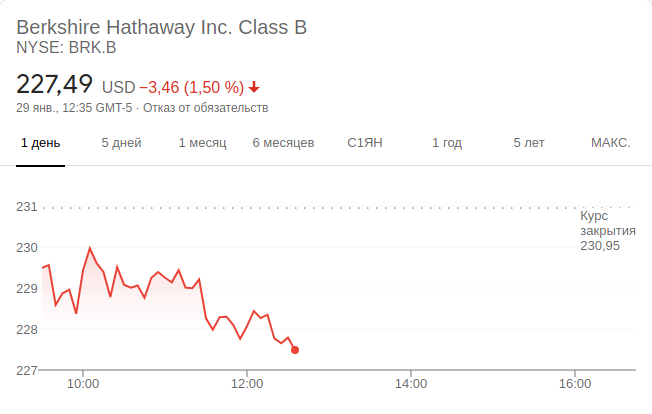 Berkshire Hathaway Inc. Class B
NYSE: BRK.B
227,49 USD −3,46 (1,50 %)
29 янв., 12:35 GMT-5 · Отказ от обязательств
1 день 5 дней 1 месяц 6 месяцев С1ЯН 1 год 5 лет МАКС.
231
Курс
закрытия
230,95
230
229
228
227
10:00 12:00 14:00 16:00